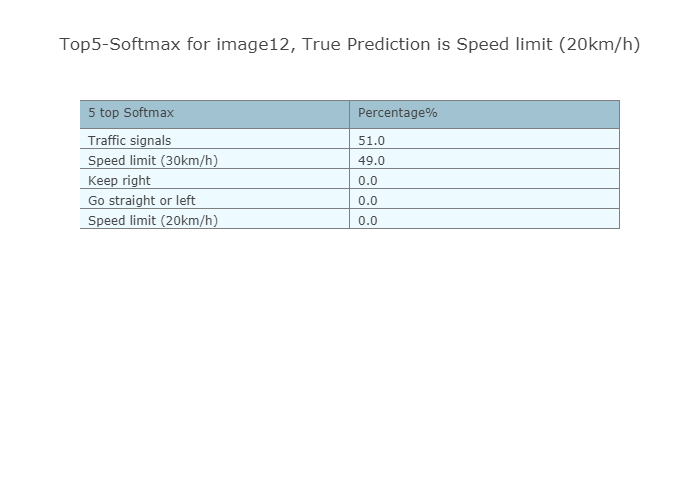 Top5-Softmax for image12, True Prediction is Speed limit (20km/h)
5 top Softmax Percentage%
Traffic signals 51.0
Speed limit (30km/h) 49.0
Keep right 0.0
Go straight or left 0.0
Speed limit (20km/h) 0.0